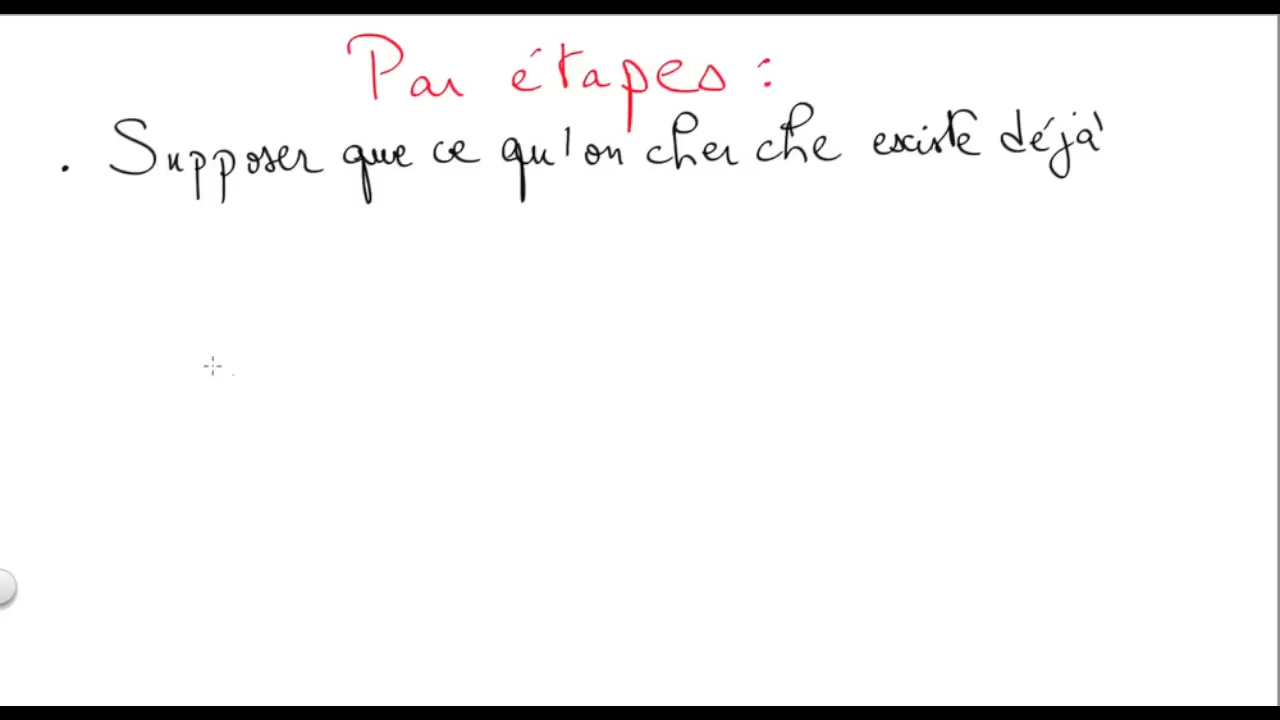 Par étapes :
. Supposer que ce qu'on cherche existe déjà